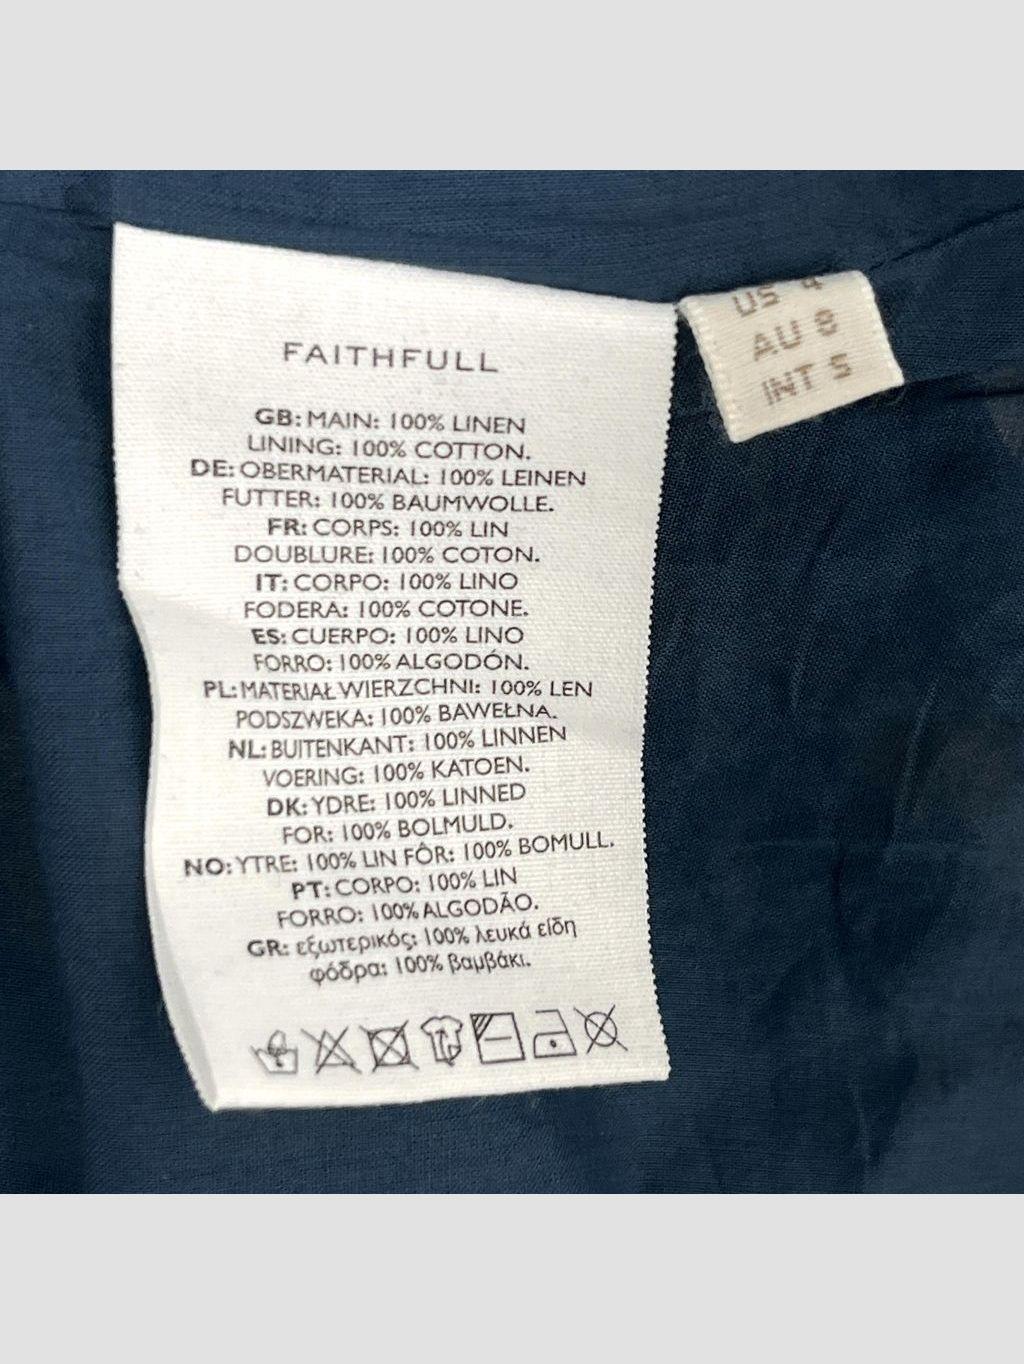 FAITHFULL
GB: MAIN: 100% LINEN
LINING: 100% COTTON.
DE: OBERMATERIAL: 100% LEINEN
FUTTER: 100% BAUMWOLLE.
FR: CORPS: 100% LIN
DOUBLURE: 100% COTON.
IT: CORPO: 100% LINO
FODERA: 100% COTONE.
ES: CUERPO: 100% LINO
FORRO: 100% ALGODÓN.
PL: MATERIAŁ WIERZCHNI: 100% LEN
PODSZWEKA: 100% BAWEŁNA.
NL: BUITENKANT: 100% LINNEN
VOERING: 100% KATOEN.
DK: YDRE: 100% LINNED
FOR: 100% BOLMULD.
NO: YTRE: 100% LIN FÔR: 100% BOMULL.
PT: CORPO: 100% LIN
FORRO: 100% ALGODÃO.
GR: εξωτερικός: 100% λευκά είδη
φόδρα: 100% βαμβάκι.
US 4
AU 8
INT S